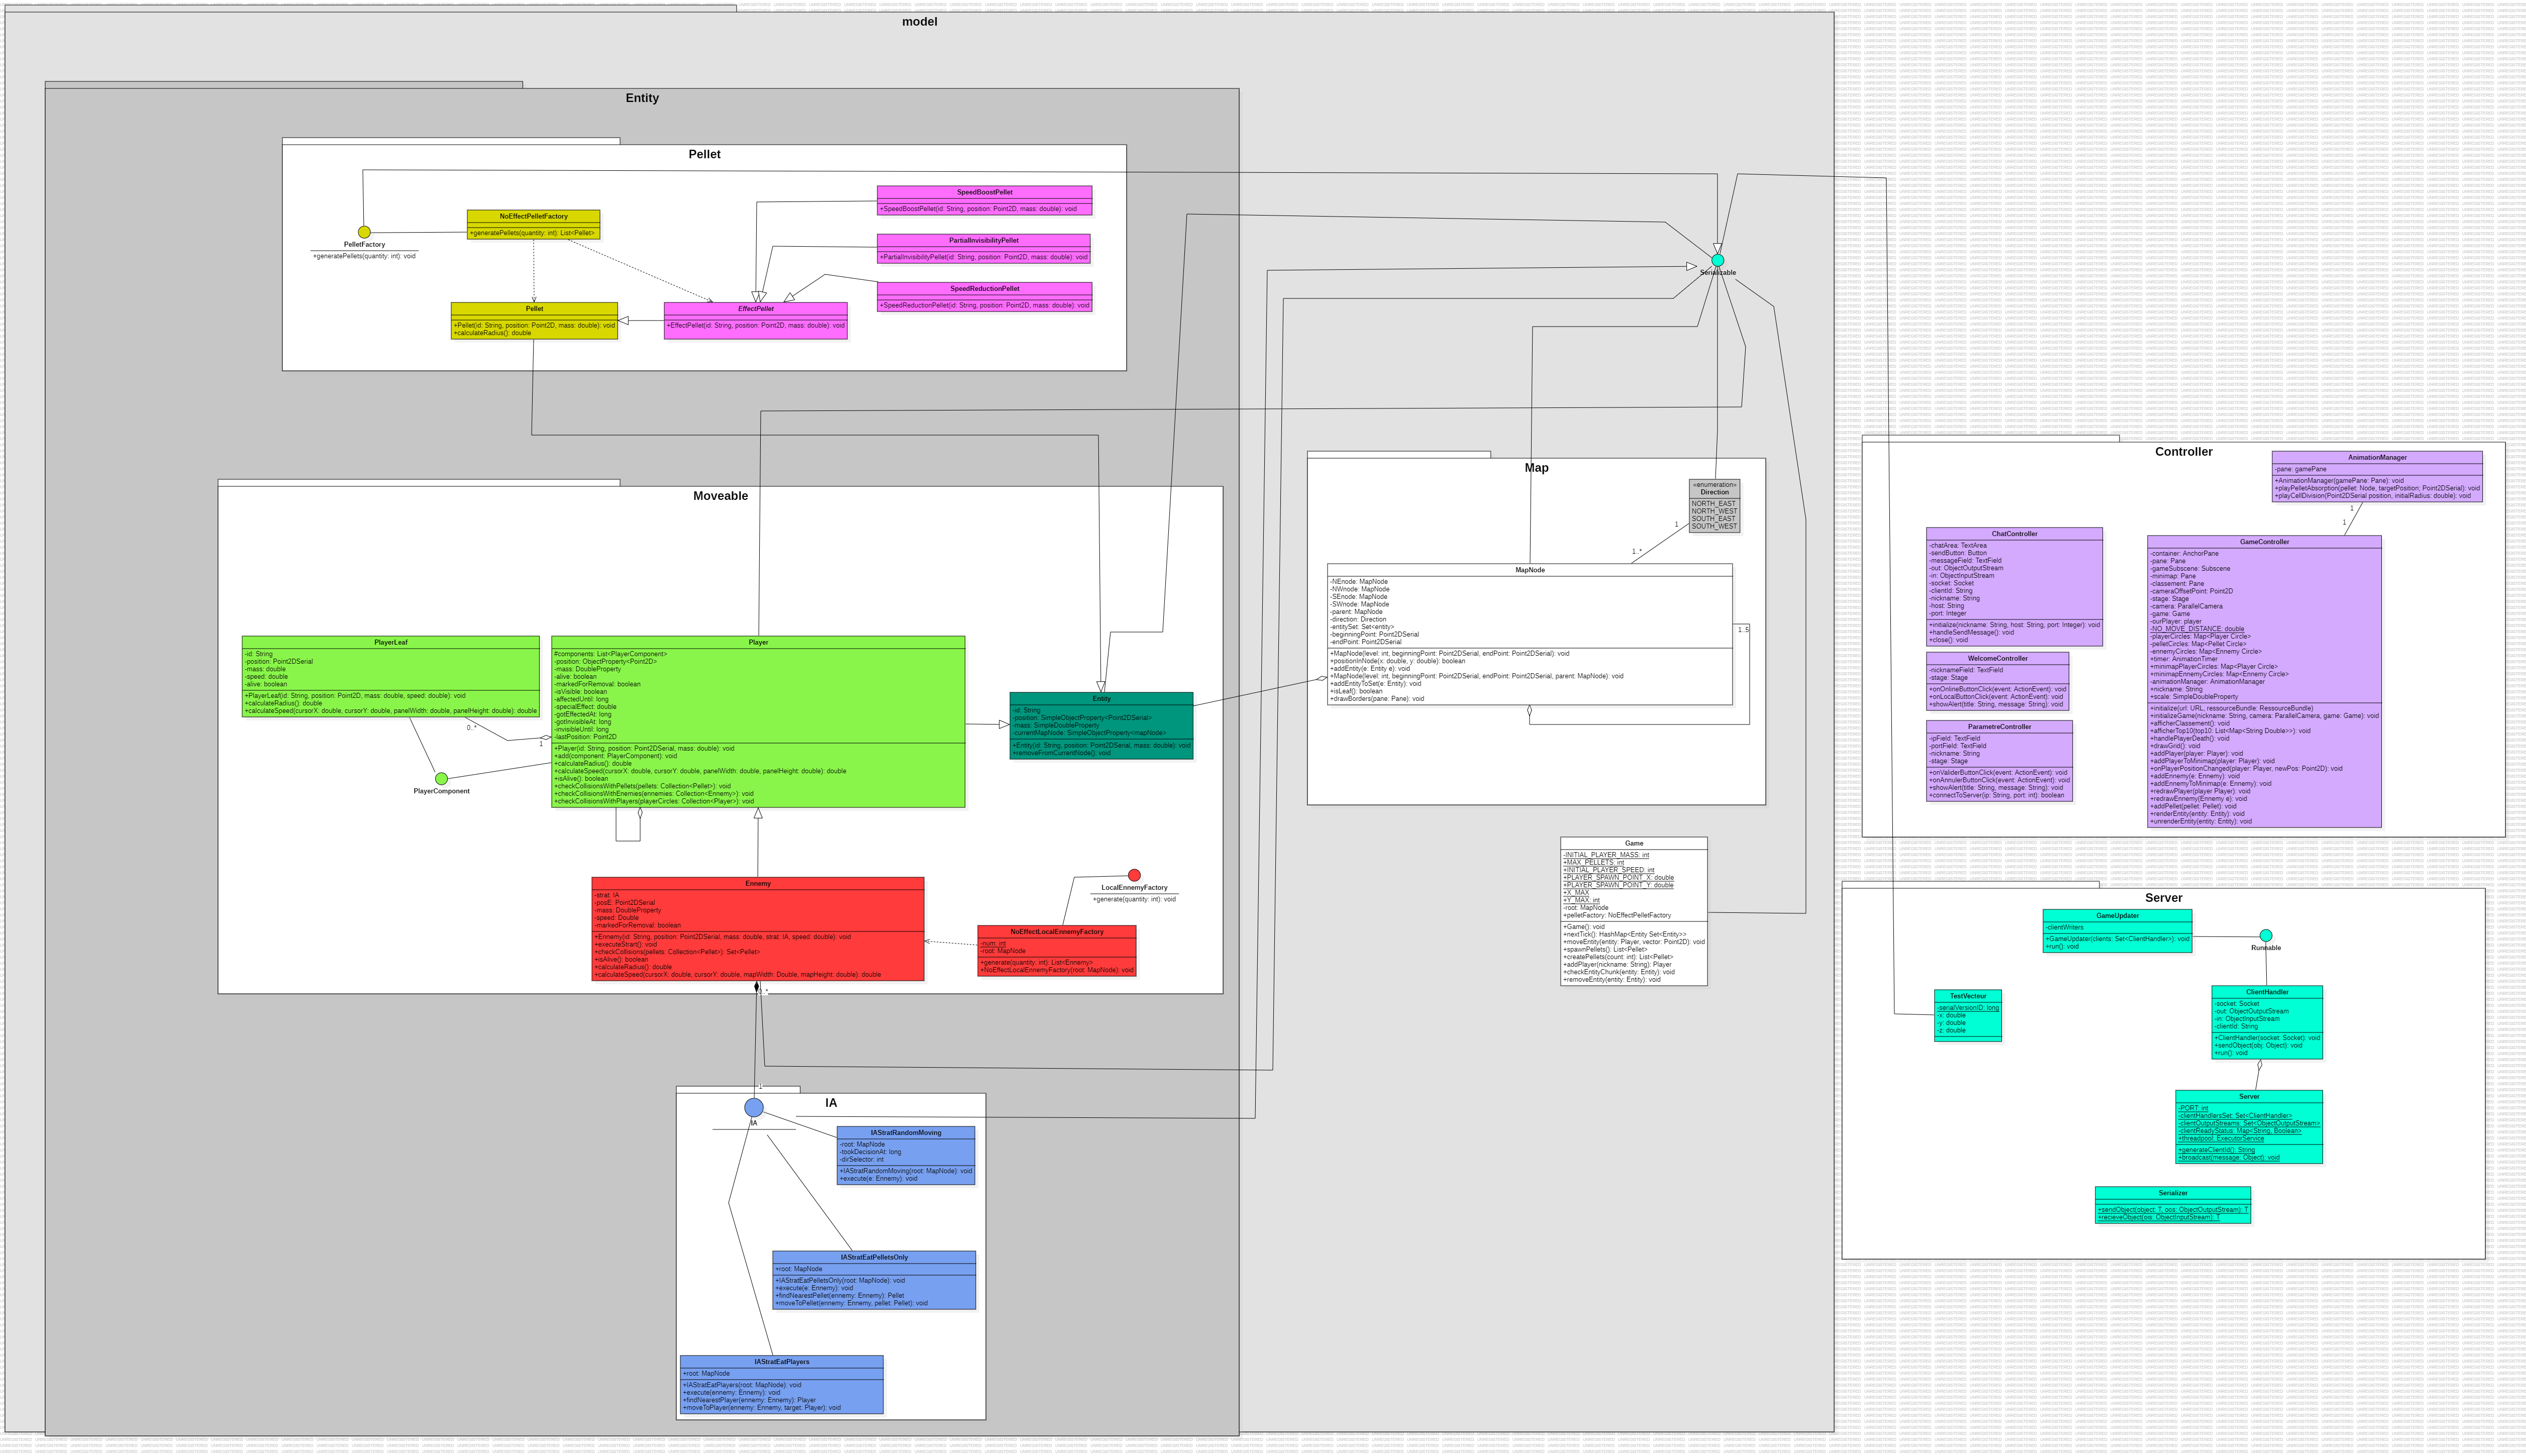 model
Entity
Pellet
SpeedBoostPellet
+SpeedBoostPellet(id: String, position: Point2D, mass: double): void
NoEffectPelletFactory
+generatePellets(quantity: int): List<Pellet>
PelletFactory
+generatePellets(quantity: int): void
PartialInvisibilityPellet
+PartialInvisibilityPellet(id: String, position: Point2D, mass: double): void
SpeedReductionPellet
+SpeedReductionPellet(id: String, position: Point2D, mass: double): void
Pellet
+Pellet(id: String, position: Point2D, mass: double): void
+calculateRadius(): double
EffectPellet
+EffectPellet(id: String, position: Point2D, mass: double): void
Serializable
Moveable
PlayerLeaf
-id: String
-position: Point2DSerial
-mass: double
-speed: double
-alive: boolean
+PlayerLeaf(id: String, position: Point2D, mass: double, speed: double): void
+calculateRadius(): double
+calculateSpeed(cursorX: double, cursorY: double, panelWidth: double, panelHeight: double): double
0..*
1
PlayerComponent
Player
#components: List<PlayerComponent>
-position: ObjectProperty<Point2D>
-mass: DoubleProperty
-alive: boolean
-markedForRemoval: boolean
-isVisible: boolean
-affectedUntil: long
-specialEffect: double
-gotEffectedAt: long
-gotInvisibleAt: long
-invisibleUntil: long
-lastPosition: Point2D
+Player(id: String, position: Point2DSerial, mass: double): void
+add(component: PlayerComponent): void
+calculateRadius(): double
+calculateSpeed(cursorX: double, cursorY: double, panelWidth: double, panelHeight: double): double
+isAlive(): boolean
+checkCollisionsWithPellets(pellets: Collection<Pellet>): void
+checkCollisionsWithEnemies(ennemies: Collection<Ennemy>): void
+checkCollisionsWithPlayers(playerCircles: Collection<Player>): void
Entity
-id: String
-position: SimpleObjectProperty<Point2DSerial>
-mass: SimpleDoubleProperty
-currentMapNode: SimpleObjectProperty<mapNode>
+Entity(id: String, position: Point2DSerial, mass: double): void
+removeFromCurrentNode(): void
Ennemy
-strat: IA
-posE: Point2DSerial
-mass: DoubleProperty
-speed: Double
-markedForRemoval: boolean
+Ennemy(id: String, position: Point2DSerial, mass: double, strat: IA, speed: double): void
+executeStrart(): void
+checkCollisions(pellets: Collection<Pellet>): Set<Pellet>
+isAlive(): boolean
+calculateRadius(): double
+calculateSpeed(cursorX: double, cursorY: double, mapWidth: Double, mapHeight: double): double
LocalEnnemyFactory
+generate(quantity: int): void
NoEffectLocalEnnemyFactory
-num: int
-root: MapNode
+generate(quantity: int): List<Ennemy>
+NoEffectLocalEnnemyFactory(root: MapNode): void
1
IA
IA
IAStratRandomMoving
-root: MapNode
-tookDecisionAt: long
-dirSelector: int
+IAStratRandomMoving(root: MapNode): void
+execute(e: Ennemy): void
IAStratEatPelletsOnly
+root: MapNode
+IAStratEatPelletsOnly(root: MapNode): void
+execute(e: Ennemy): void
+findNearestPellet(ennemy: Ennemy): Pellet
+moveToPellet(ennemy: Ennemy, pellet: Pellet): void
IAStratEatPlayers
+root: MapNode
+IAStratEatPlayers(root: MapNode): void
+execute(ennemy: Ennemy): void
+findNearestPlayer(ennemy: Ennemy): Player
+moveToPlayer(ennemy: Ennemy, target: Player): void
Map
«enumeration»
Direction
NORTH_EAST
NORTH_WEST
SOUTH_EAST
SOUTH_WEST
1
1..*
MapNode
-NEnode: MapNode
-NWnode: MapNode
-SEnode: MapNode
-SWnode: MapNode
-parent: MapNode
-direction: Direction
-entitySet: Set<entity>
-beginningPoint: Point2DSerial
-endPoint: Point2DSerial
+MapNode(level: int, beginningPoint: Point2DSerial, endPoint: Point2DSerial): void
+positionInNode(x: double, y: double): boolean
+addEntity(e: Entity e): void
+MapNode(level: int, beginningPoint: Point2DSerial, endPoint: Point2DSerial, parent: MapNode): void
+addEntityToSet(e: Entity): void
+isLeaf(): boolean
+drawBorders(pane: Pane): void
1..5
Game
-INITIAL_PLAYER_MASS: int
+MAX_PELLETS: int
+INITIAL_PLAYER_SPEED: int
+PLAYER_SPAWN_POINT_X: double
+PLAYER_SPAWN_POINT_Y: double
+X_MAX
+Y_MAX: int
-root: MapNode
+pelletFactory: NoEffectPelletFactory
+Game(): void
+nextTick(): HashMap<Entity Set<Entity>>
+moveEntity(entity: Player, vector: Point2D): void
+spawnPellets(): List<Pellet>
+createPellets(count: int): List<Pellet>
+addPlayer(nickname: String): Player
+checkEntityChunk(entity: Entity): void
+removeEntity(entity: Entity): void
Controller
AnimationManager
-pane: gamePane
+AnimationManager(gamePane: Pane): void
+playPelletAbsorption(pellet: Node, targetPosition; Point2DSerial): void
+playCellDivision(Point2DSerial position, initialRadius: double): void
1
1
ChatController
-chatArea: TextArea
-sendButton: Button
-messageField: TextField
-out: ObjectOutputStream
-in: ObjectInputStream
-socket: Socket
-clientId: String
-nickname: String
-host: String
-port: Integer
+initialize(nickname: String, host: String, port: Integer): void
+handleSendMessage(): void
+close(): void
WelcomeController
-nicknameField: TextField
-stage: Stage
+onOnlineButtonClick(event: ActionEvent): void
+onLocalButtonClick(event: ActionEvent): void
+showAlert(title: String, message: String): void
ParametreController
-ipField: TextField
-portField: TextField
-nickname: String
-stage: Stage
+onValiderButtonClick(event: ActionEvent): void
+onAnnulerButtonClick(event: ActionEvent): void
+showAlert(title: String, message: String): void
+connectToServer(ip: String, port: int): boolean
GameController
-container: AnchorPane
-pane: Pane
-gameSubscene: Subscene
-minimap: Pane
-classement: Pane
-cameraOffsetPoint: Point2D
-stage: Stage
-camera: ParallelCamera
-game: Game
-ourPlayer: player
-NO_MOVE_DISTANCE: double
-playerCircles: Map<Player Circle>
-pelletCircles: Map<Pellet Circle>
-ennemyCircles: Map<Ennemy Circle>
+timer: AnimationTimer
+minimapPlayerCircles: Map<Player Circle>
+minimapEnnemyCircles: Map<Ennemy Circle>
-animationManager: AnimationManager
+nickname: String
+scale: SimpleDoubleProperty
+initialize(url: URL, ressourceBundle: RessourceBundle)
+initializeGame(nickname: String, camera: ParallelCamera, game: Game): void
+afficherClassement(): void
+afficherTop10(top10: List<Map<String Double>>): void
+handlePlayerDeath(): void
+drawGrid(): void
+addPlayer(player: Player): void
+addPlayerToMinimap(player: Player): void
+onPlayerPositionChanged(player: Player, newPos: Point2D): void
+addEnnemy(e: Ennemy): void
+addEnnemyToMinimap(e: Ennemy): void
+redrawPlayer(player Player): void
+redrawEnnemy(Ennemy e): void
+addPellet(pellet: Pellet): void
+renderEntity(entity: Entity): void
+unrenderEntity(entity: Entity): void
Server
GameUpdater
-clientWriters
+GameUpdater(clients: Set<ClientHandler>): void
+run(): void
Runnable
TestVecteur
-serialVersionID: long
-x: double
-y: double
-z: double
ClientHandler
-socket: Socket
-out: ObjectOutputStream
-in: ObjectInputStream
-clientId: String
+ClientHandler(socket: Socket): void
+sendObject(obj: Object): void
+run(): void
Server
-PORT: int
-clientHandlersSet: Set<ClientHandler>
-clientOutputStreams: Set<ObjectOutputStream>
-clientReadyStatus: Map<String, Boolean>
+threadpool: ExecutorService
+generateClientId(): String
+broadcast(message: Object): void
Serializer
+sendObject(object: T, oos: ObjectOutputStream): T
+recieveObject(ois: ObjectInputStream): T